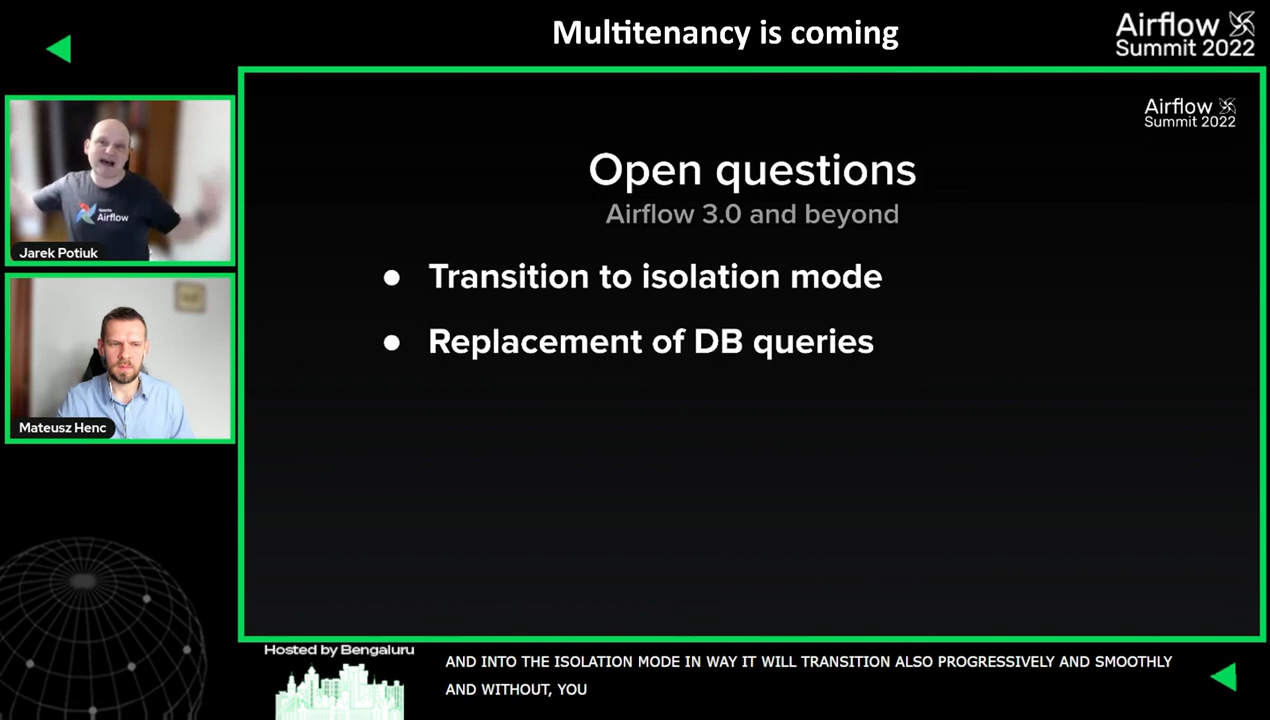 Multitenancy is coming
Airflow
Summit 2022
Airflow
Summit 2022
Open questions
Airflow 3.0 and beyond
Airflow
Jarek Potiuk
● Transition to isolation mode
● Replacement of DB queries
Mateusz Henc
Hosted by Bengaluru
AND INTO THE ISOLATION MODE IN WAY IT WILL TRANSITION ALSO PROGRESSIVELY AND SMOOTHLY
AND WITHOUT, YOU